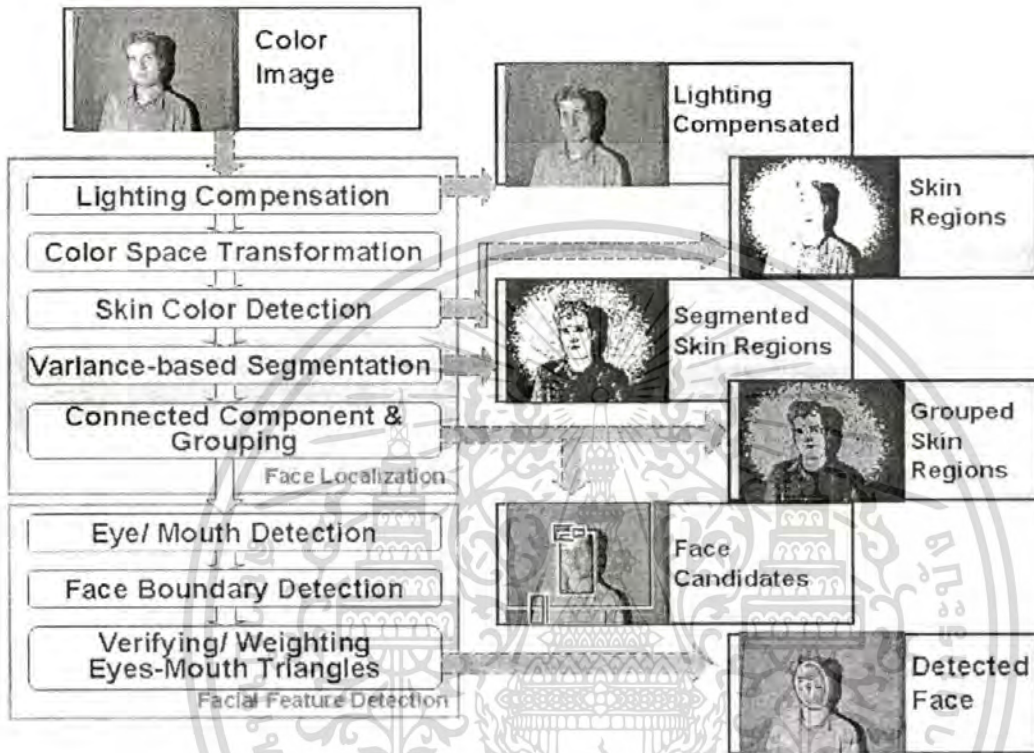 Color
Image
Lighting
Compensated
Lighting Compensation
Skin
Regions
Color Space Transformation
Skin Color Detection
Segmented
Skin Regions
Variance-based Segmentation
Connected Component &
Grouping
Grouped
Skin
Regions
Face Localization
Eye/ Mouth Detection
Face
Candidates
Face Boundary Detection
Verifying/ Weighting
Eyes-Mouth Triangles
Detected
Face
Facial Feature Detection